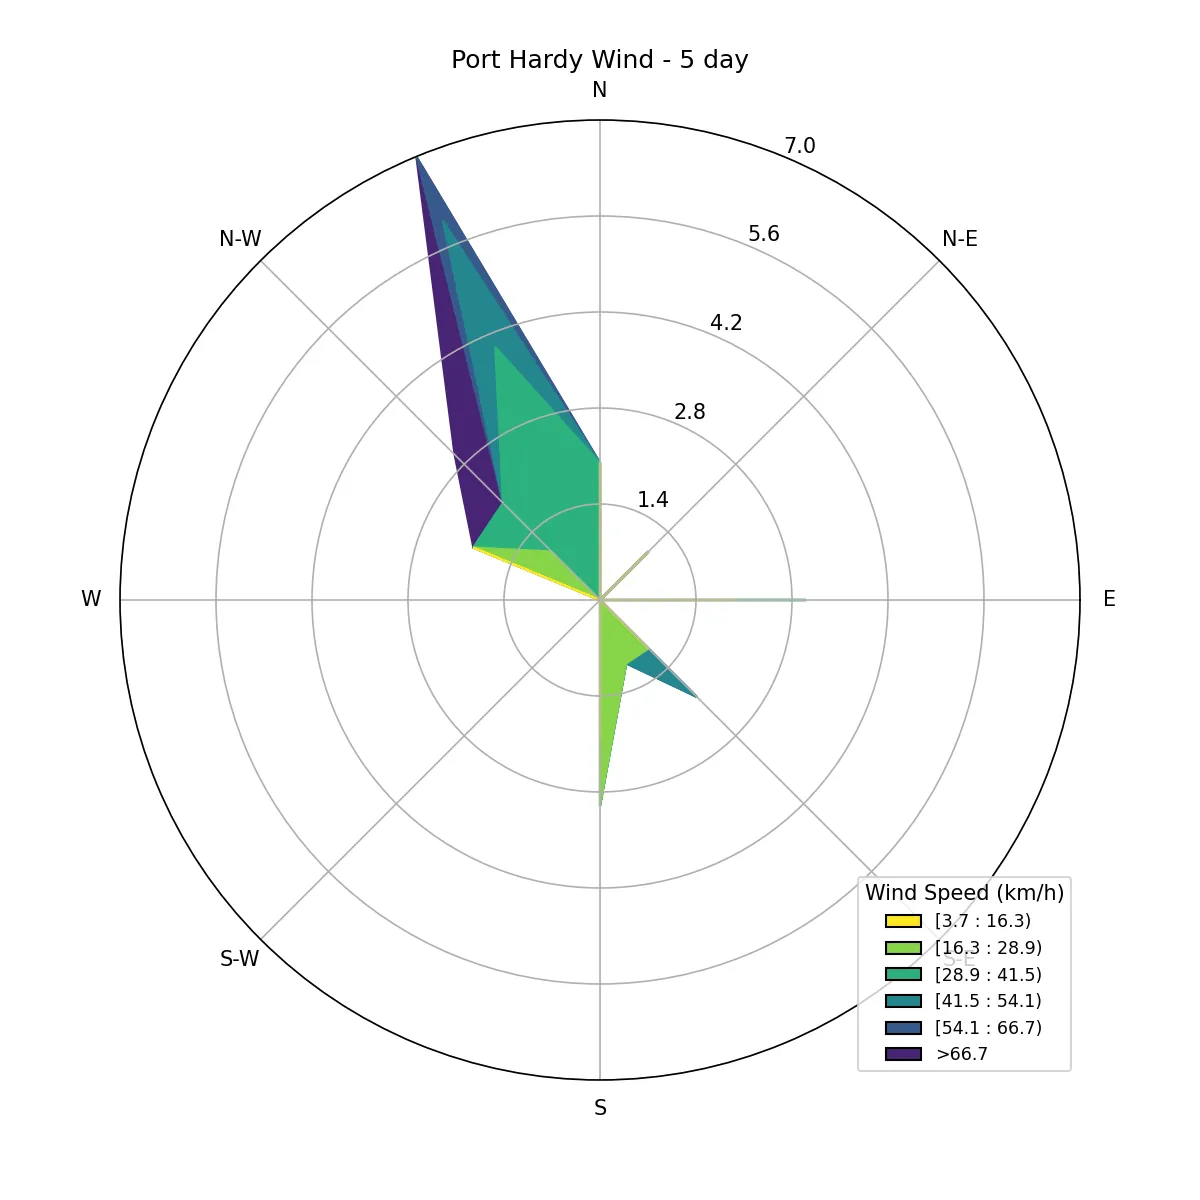 Port Hardy Wind - 5 day
N
7.0
N-W
5.6
N-E
4.2
2.8
1.4
W
E
S-W
S-E
S
Wind Speed (km/h)
[3.7 : 16.3)
[16.3 : 28.9)
[28.9 : 41.5)
[41.5 : 54.1)
[54.1 : 66.7)
>66.7